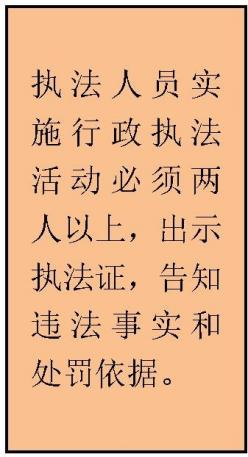 执法人员实
施行政执法
活动必须两
人以上，出示
执法证，告知
违法事实和
处罚依据。